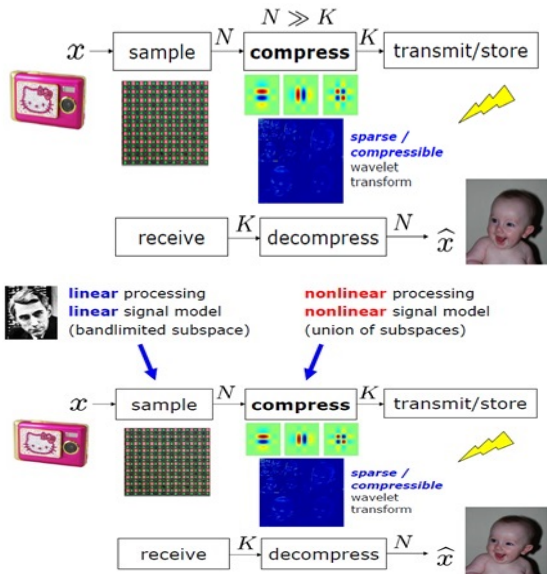 N ≫ K
x sample N compress K transmit/store
sparse /
compressible
wavelet
transform
receive K decompress N x̂
linear processing
linear signal model
(bandlimited subspace)
nonlinear processing
nonlinear signal model
(union of subspaces)
x sample N compress K transmit/store
sparse /
compressible
wavelet
transform
receive K decompress N x̂